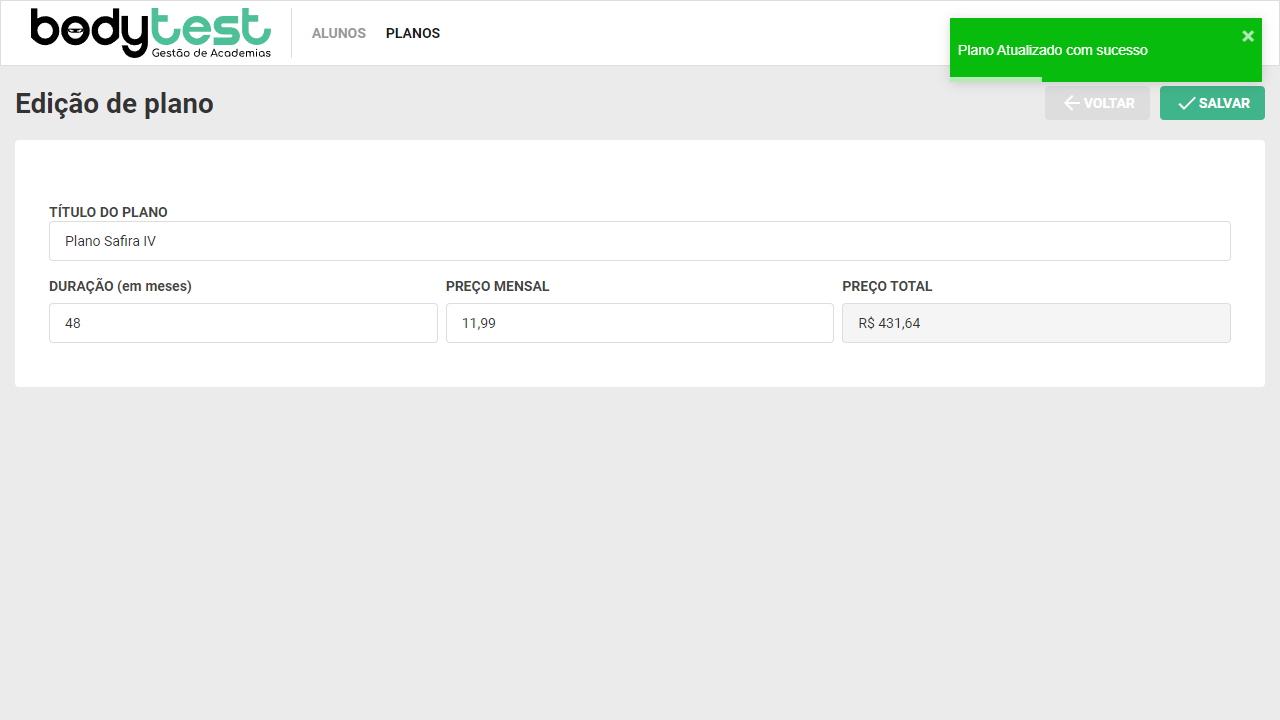 bodytest
Gestão de Academias
ALUNOS
PLANOS
Plano Atualizado com sucesso
×
Edição de plano
VOLTAR
SALVAR
TÍTULO DO PLANO
Plano Safira IV
DURAÇÃO (em meses)
PREÇO MENSAL
PREÇO TOTAL
48
11,99
R$ 431,64